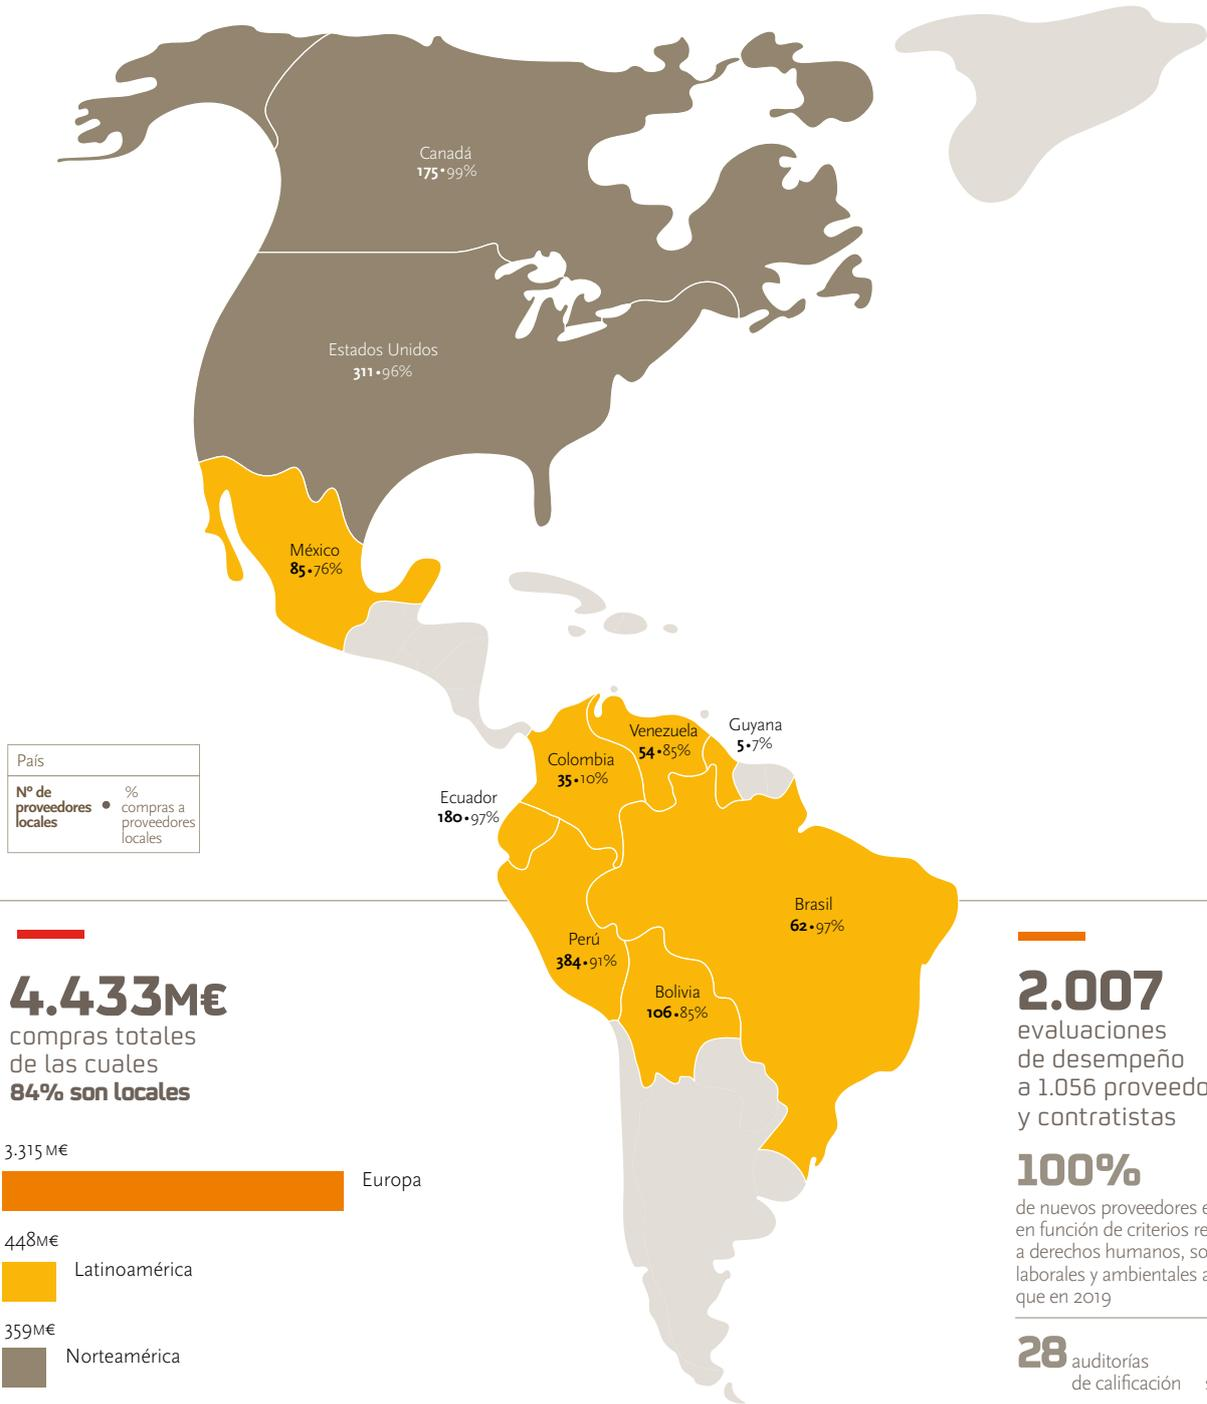 Canadá
175•99%
Estados Unidos
311•96%
México
85•76%
Venezuela
54•85%
Guyana
5•7%
Colombia
35•10%
Ecuador
180•97%
Brasil
62•97%
Perú
384•91%
Bolivia
106•85%
País
Nº de
proveedores
locales
•
%
compras a
proveedores
locales
4.433M€
compras totales
de las cuales
84% son locales
3.315 M€
Europa
448M€
Latinoamérica
359M€
Norteamérica
2.007
evaluaciones
de desempeño
a 1.056
y contratistas
100%
de nuevos proveedores
en función de criterios
a derechos humanos,
laborales y ambientales
que en 2019
28 auditorías
de calificación